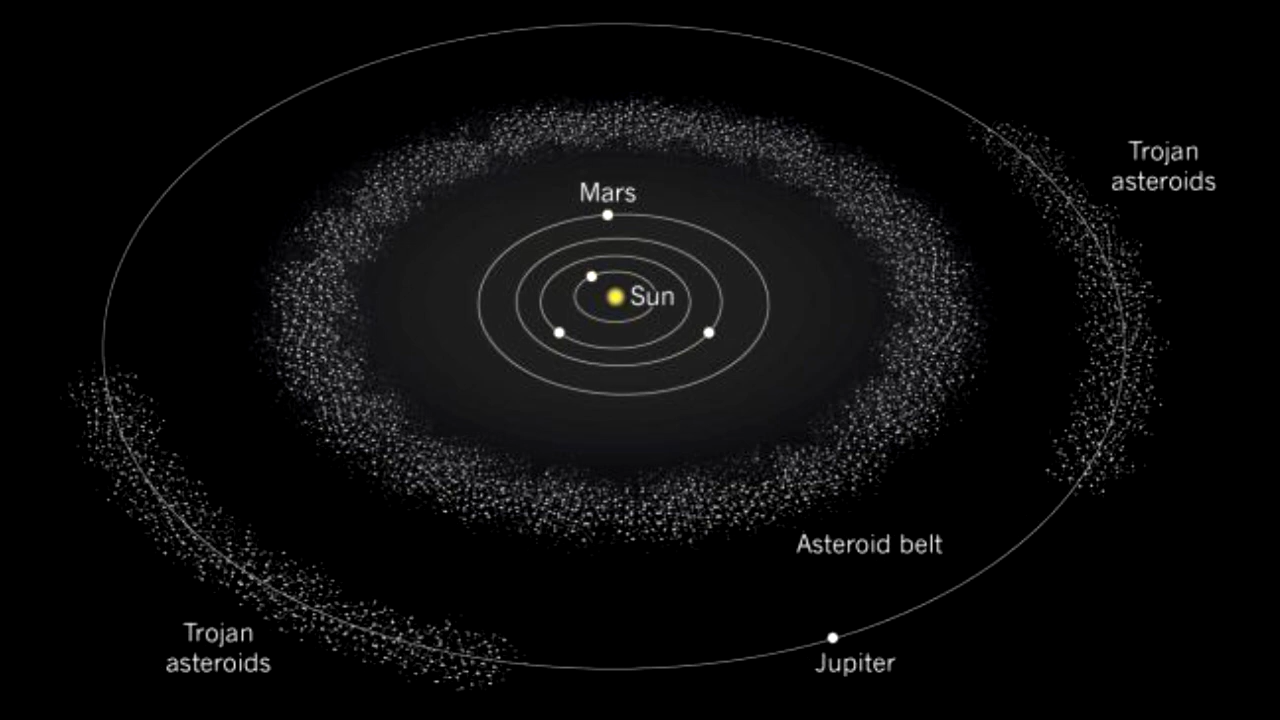 Trojan
asteroids
Mars
Sun
Asteroid belt
Trojan
asteroids
Jupiter